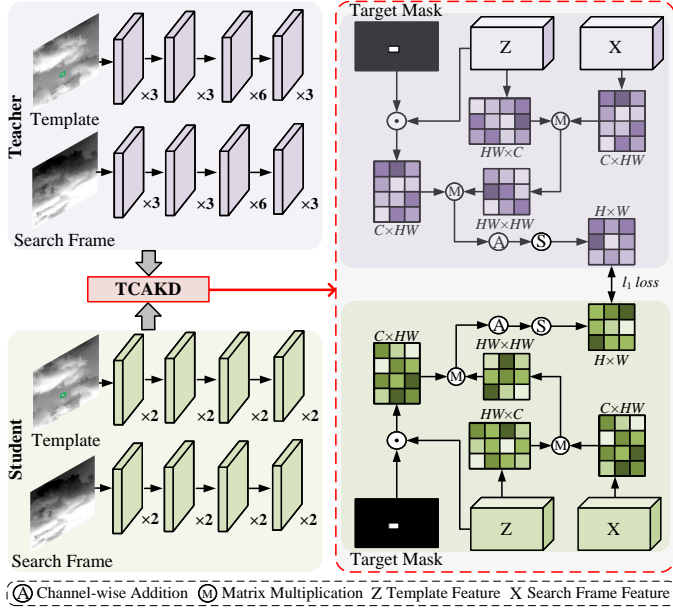 Teacher
Template
×3 ×3 ×6 ×3
Search Frame
×3 ×3 ×6 ×3
TCAKD
Student
Template
×2 ×2 ×2 ×2
Search Frame
×2 ×2 ×2 ×2
Target Mask
Z
X
HW×C
M
C×HW
C×HW
M
HW×HW
A
S
H×W
l₁ loss
H×W
A
S
C×HW
M
HW×HW
HW×C
M
C×HW
Z
X
Target Mask
A Channel-wise Addition M Matrix Multiplication Z Template Feature X Search Frame Feature